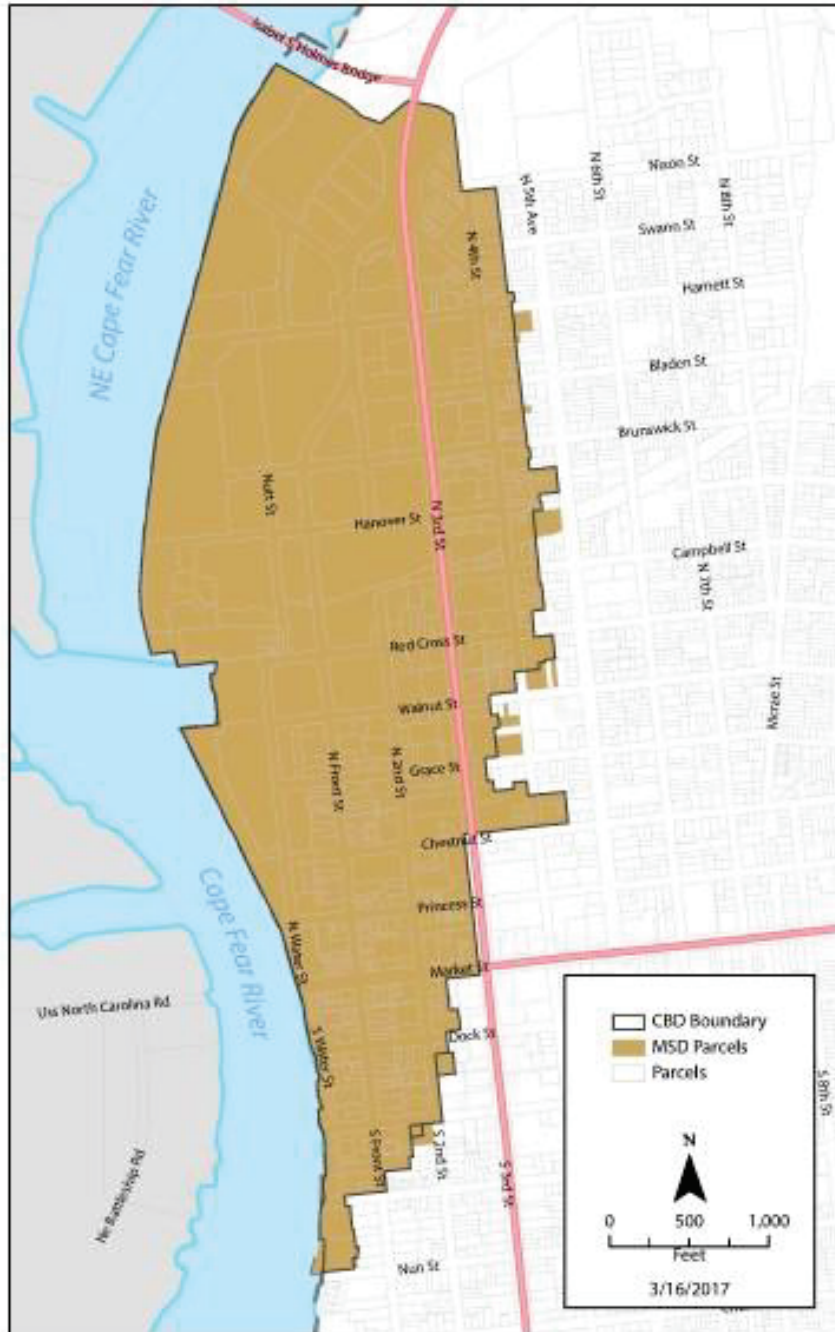 Isabel S Holmes Bridge
NE Cape Fear River
Nixon St
N 6th St
N 8th St
N 5th Ave
Swann St
N 4th St
Harnett St
Bladen St
Brunswick St
Nutt St
Hanover St
N 3rd St
Campbell St
N 7th St
Red Cross St
Mcrae St
Walnut St
N Front St
N 2nd St
Grace St
Chestnut St
Cape Fear River
Princess St
N Water St
Market St
Uss North Carolina Rd
S Water St
Dock St
S Front St
S 2nd St
S 3rd St
Ne Battleship Rd
Nun St
S 8th St
CBD Boundary
MSD Parcels
Parcels
N
0 500 1,000
Feet
3/16/2017